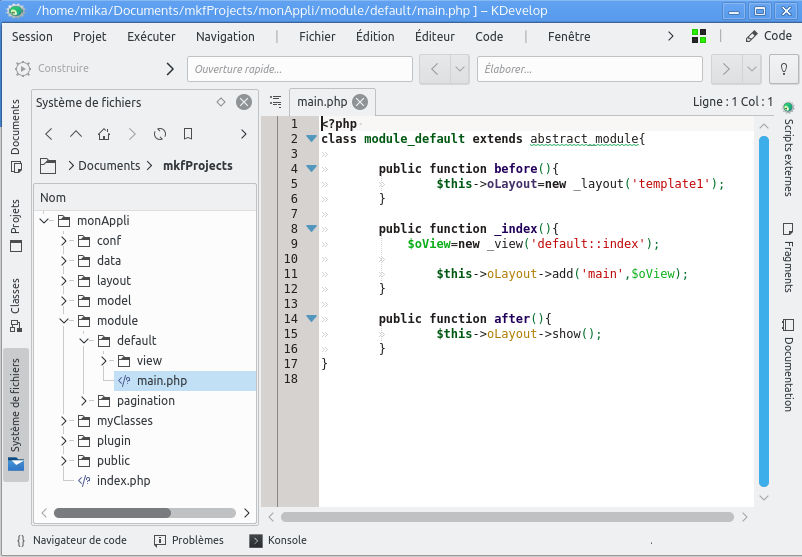 /home/mika/Documents/mkfProjects/monAppli/module/default/main.php ] – KDevelop
Session Projet Exécuter Navigation Fichier Édition Éditeur Code Fenêtre Code
Construire Ouverture rapide... Élaborer...
Système de fichiers
main.php
Ligne : 1 Col : 1
Documents
Projets
Classes
Système de fichiers
Documents mkfProjects
Nom
monAppli
conf
data
layout
model
module
default
view
main.php
pagination
myClasses
plugin
public
index.php
1 <?php
2 class module_default extends abstract_module{
3
4 public function before(){
5 $this->oLayout=new _layout('template1');
6 }
7
8 public function _index(){
9 $oView=new _view('default::index');
10
11 $this->oLayout->add('main',$oView);
12 }
13
14 public function after(){
15 $this->oLayout->show();
16 }
17 }
18
Scripts externes
Fragments
Documentation
Navigateur de code Problèmes Konsole